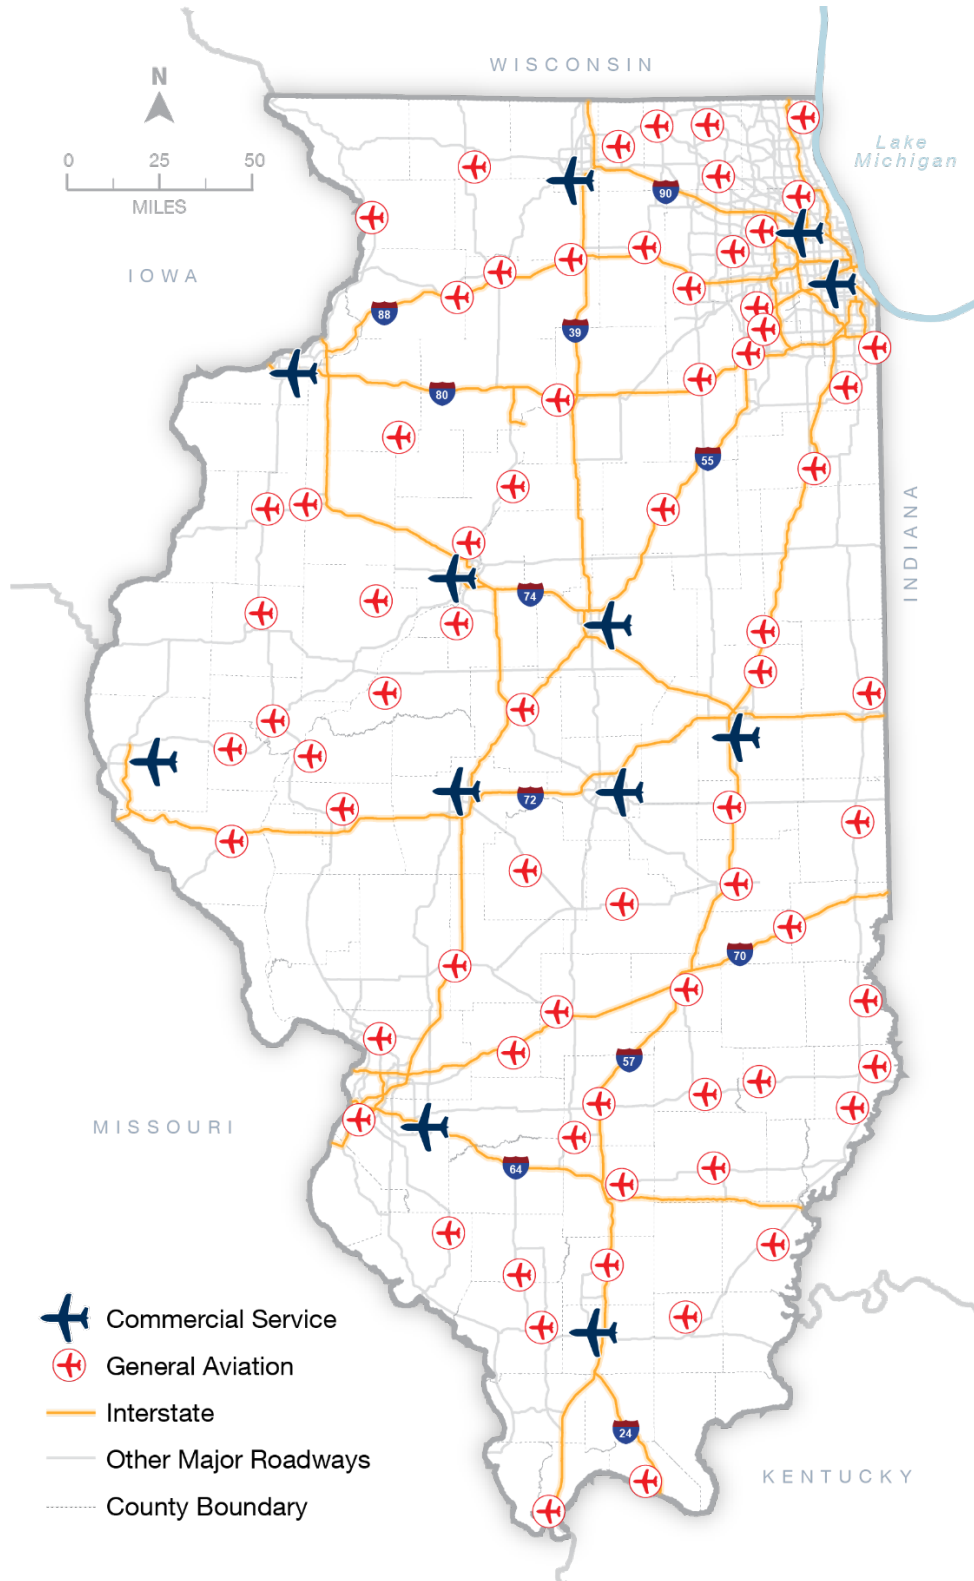 WISCONSIN
N
Lake
Michigan
0 25 50
MILES
90
IOWA
88
39
80
55
INDIANA
74
72
70
57
MISSOURI
64
Commercial Service
General Aviation
Interstate
Other Major Roadways
County Boundary
24
KENTUCKY